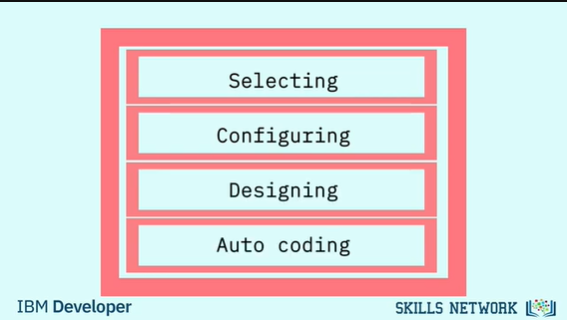 Selecting
Configuring
Designing
Auto coding
IBM Developer
SKILLS NETWORK